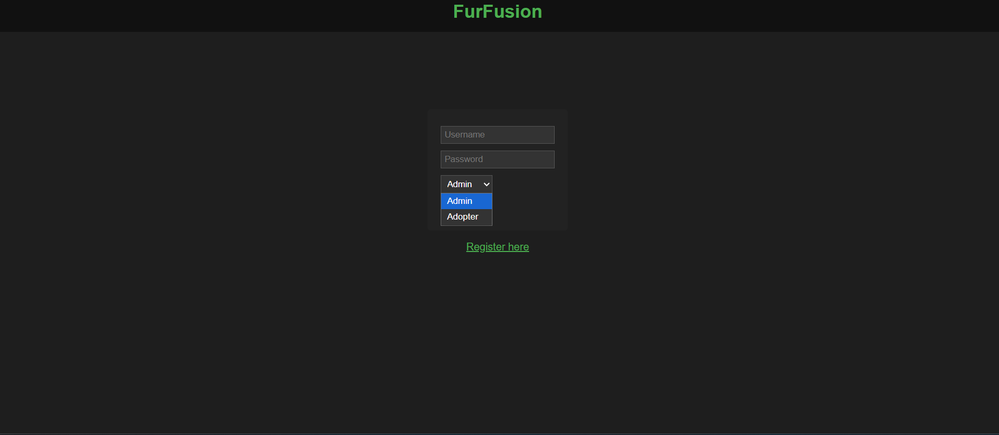 FurFusion
Username
Password
Admin
Admin
Adopter
Register here